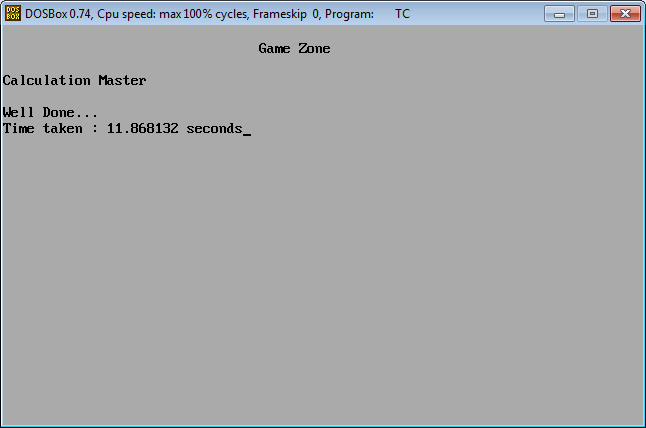 DOSBox 0.74, Cpu speed: max 100% cycles, Frameskip 0, Program: TC
Game Zone
Calculation Master
Well Done...
Time taken : 11.868132 seconds_